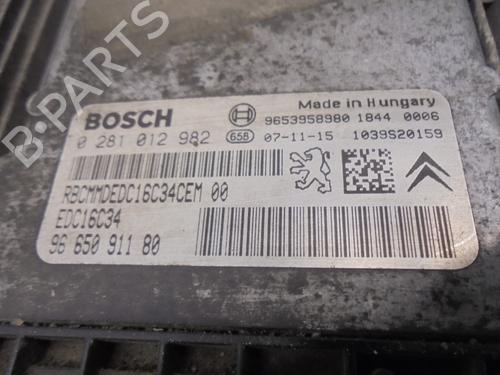 B-PARTS
BOSCH
Made in Hungary
9653958980 1844 0006
0 281 012 982
658 07-11-15 1039S20159
RBCMMDEDC16C34CEM 00
EDC16C34
96 650 911 80